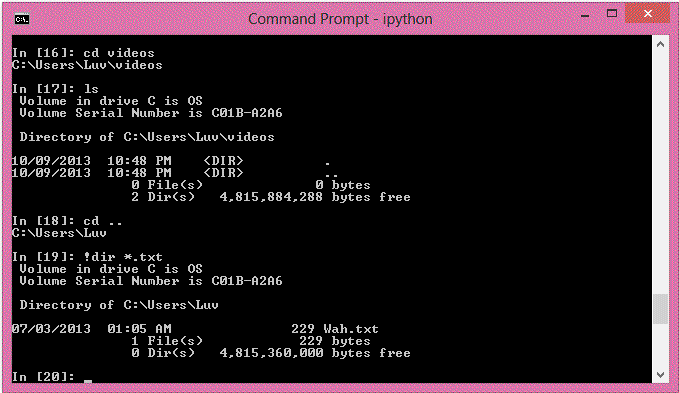 Command Prompt - ipython
In [16]: cd videos
C:\Users\Luv\videos
In [17]: ls
Volume in drive C is OS
Volume Serial Number is C01B-A2A6
Directory of C:\Users\Luv\videos
10/09/2013  10:48 PM    <DIR>          .
10/09/2013  10:48 PM    <DIR>          ..
0 File(s)              0 bytes
2 Dir(s)   4,815,884,288 bytes free
In [18]: cd ..
C:\Users\Luv
In [19]: !dir *.txt
Volume in drive C is OS
Volume Serial Number is C01B-A2A6
Directory of C:\Users\Luv
07/03/2013  01:05 AM               229 Wah.txt
1 File(s)            229 bytes
0 Dir(s)   4,815,360,000 bytes free
In [20]: _